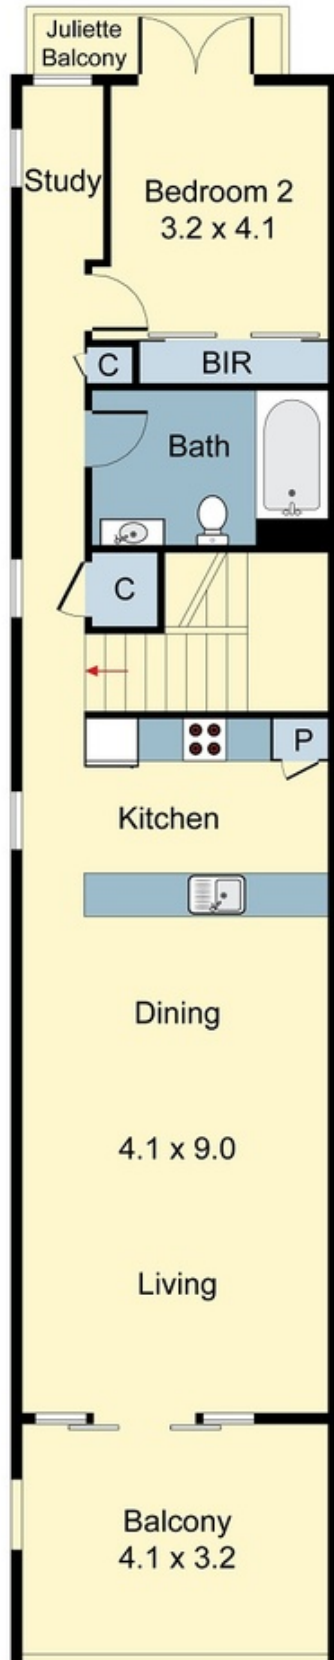 Juliette
Balcony
Study
Bedroom 2
3.2 x 4.1
C
BIR
Bath
C
P
Kitchen
Dining
4.1 x 9.0
Living
Balcony
4.1 x 3.2